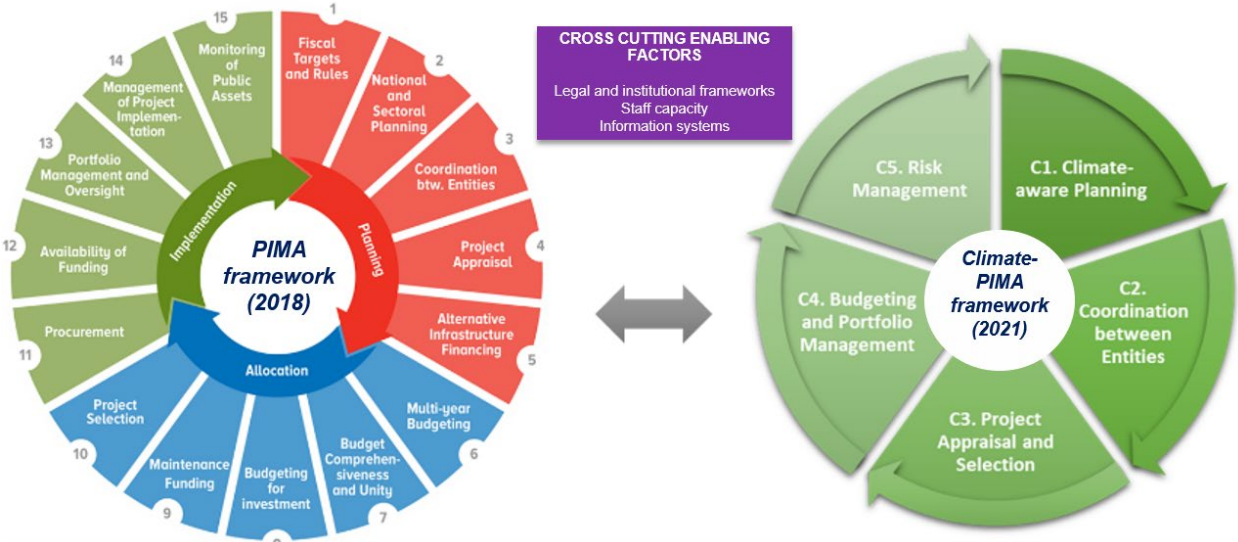 1
Fiscal
Targets
and Rules
2
National
and
Sectoral
Planning
3
Coordination
btw. Entities
4
Project
Appraisal
5
Alternative
Infrastructure
Financing
6
Multi-year
Budgeting
7
Budget
Comprehen-
siveness
and Unity
Budgeting
for
investment
9
Maintenance
Funding
10
Project
Selection
11
Procurement
12
Availability of
Funding
13
Portfolio
Management and
Oversight
14
Management
of Project
Implemen-
tation
15
Monitoring
of
Public
Assets
Planning
Allocation
Implementation
PIMA
framework
(2018)
CROSS CUTTING ENABLING
FACTORS
Legal and institutional frameworks
Staff capacity
Information systems
C1. Climate-
aware Planning
C2.
Coordination
between
Entities
C3. Project
Appraisal and
Selection
C4. Budgeting
and Portfolio
Management
C5. Risk
Management
Climate-
PIMA
framework
(2021)